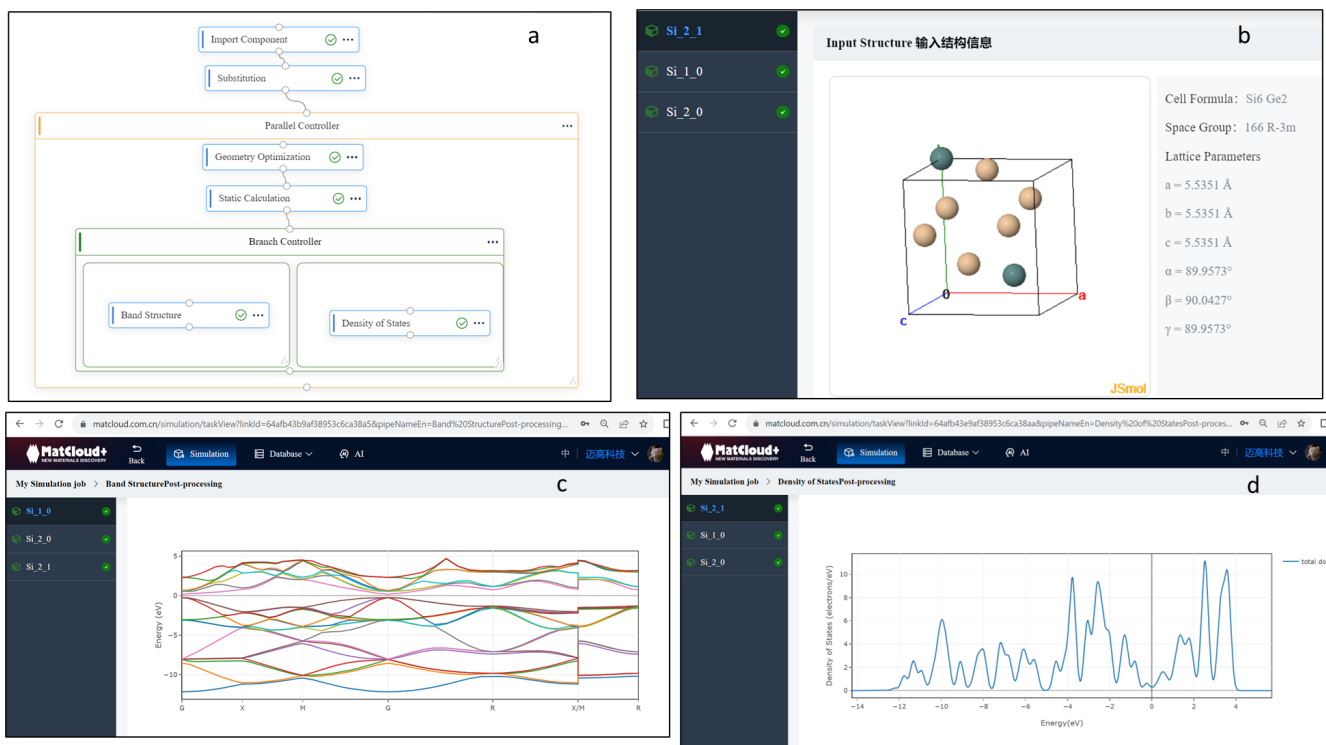 a
Import Component
Substitution
Parallel Controller
Geometry Optimization
Static Calculation
Branch Controller
Band Structure
Density of States
b
Si_2_1
Si_1_0
Si_2_0
Input Structure 输入结构信息
Cell Formula： Si6 Ge2
Space Group： 166 R-3m
Lattice Parameters
a = 5.5351 Å
b = 5.5351 Å
c = 5.5351 Å
α = 89.9573°
β = 90.0427°
γ = 89.9573°
0
a
c
JSmol
matcloud.com.cn/simulation/taskView?linkId=64afb43b9af38953c6ca38a5&pipeNameEn=Band%20StructurePost-processing...
MatCloud+
NEW MATERIALS DISCOVERY
Back
Simulation
Database
AI
中
迈高科技
My Simulation job > Band StructurePost-processing
c
Si_1_0
Si_2_0
Si_2_1
Energy (eV)
5
0
−5
−10
G X M G R X/M R
matcloud.com.cn/simulation/taskView?linkId=64afb43e9af38953c6ca38aa&pipeNameEn=Density%20of%20StatesPost-proces...
MatCloud+
NEW MATERIALS DISCOVERY
Back
Simulation
Database
AI
中
迈高科技
My Simulation job > Density of StatesPost-processing
d
Si_2_1
Si_1_0
Si_2_0
Density of States (electrons/eV)
10
8
6
4
2
0
−14 −12 −10 −8 −6 −4 −2 0 2 4
Energy(eV)
total do